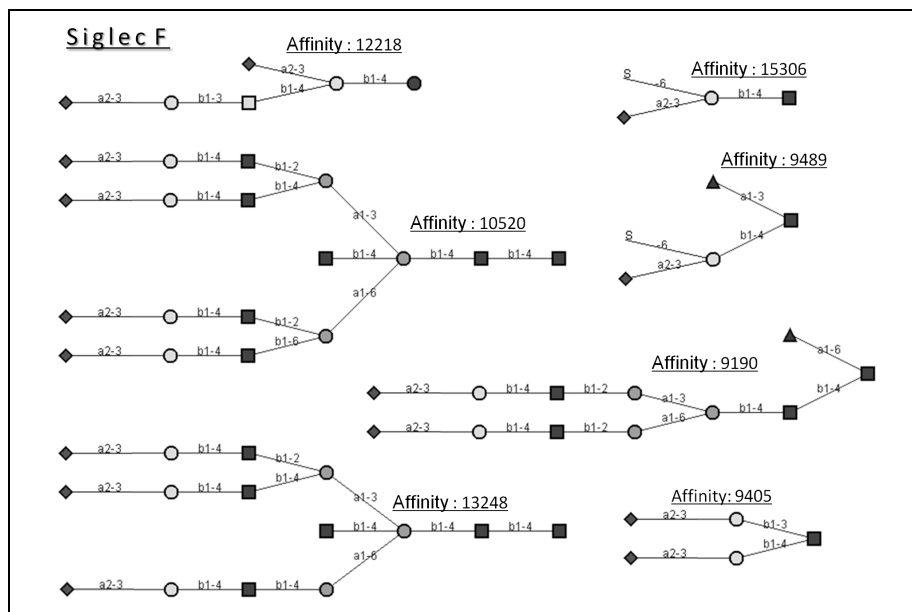 Siglec F
Affinity : 12218
a2-3
a2-3 b1-3 b1-4 b1-4
Affinity : 15306
S -6
a2-3 b1-4
a2-3 b1-4 b1-2
a2-3 b1-4 b1-4
a1-3
Affinity : 10520
b1-4 b1-4 b1-4
a1-6
a2-3 b1-4 b1-2
a2-3 b1-4 b1-6
Affinity : 9489
a1-3
S -6
a2-3 b1-4
Affinity : 9190
a1-6
b1-4
a2-3 b1-4 b1-2 a1-3
a2-3 b1-4 b1-2 a1-6 b1-4
a2-3 b1-4 b1-2
a2-3 b1-4 b1-4
a1-3
Affinity : 13248
b1-4 b1-4 b1-4
a1-6
a2-3 b1-4 b1-4
Affinity: 9405
a2-3 b1-3
a2-3 b1-4